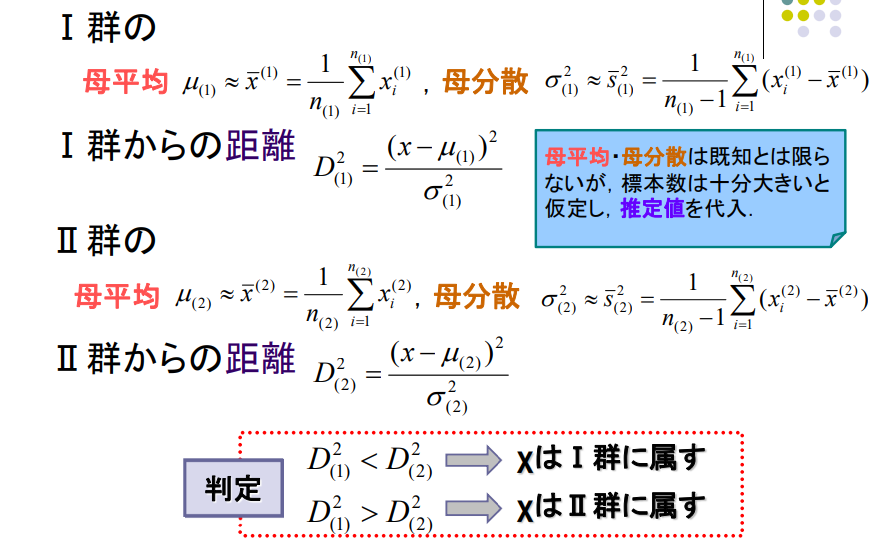 Ⅰ群の
母平均 μ₍₁₎ ≈ x̄⁽¹⁾ = 1/n₍₁₎ Σ_{i=1}^{n₍₁₎} xᵢ⁽¹⁾ ,母分散 σ²₍₁₎ ≈ s̄²₍₁₎ = 1/(n₍₁₎−1) Σ_{i=1}^{n₍₁₎} (xᵢ⁽¹⁾ − x̄⁽¹⁾)
Ⅰ群からの距離 D²₍₁₎ = (x − μ₍₁₎)² / σ²₍₁₎
母平均・母分散は既知とは限ら
ないが,標本数は十分大きいと
仮定し,推定値を代入.
Ⅱ群の
母平均 μ₍₂₎ ≈ x̄⁽²⁾ = 1/n₍₂₎ Σ_{i=1}^{n₍₂₎} xᵢ⁽²⁾ ,母分散 σ²₍₂₎ ≈ s̄²₍₂₎ = 1/(n₍₂₎−1) Σ_{i=1}^{n₍₂₎} (xᵢ⁽²⁾ − x̄⁽²⁾)
Ⅱ群からの距離 D²₍₂₎ = (x − μ₍₂₎)² / σ²₍₂₎
判定
D²₍₁₎ < D²₍₂₎ ⇒ xはⅠ群に属す
D²₍₁₎ > D²₍₂₎ ⇒ xはⅡ群に属す